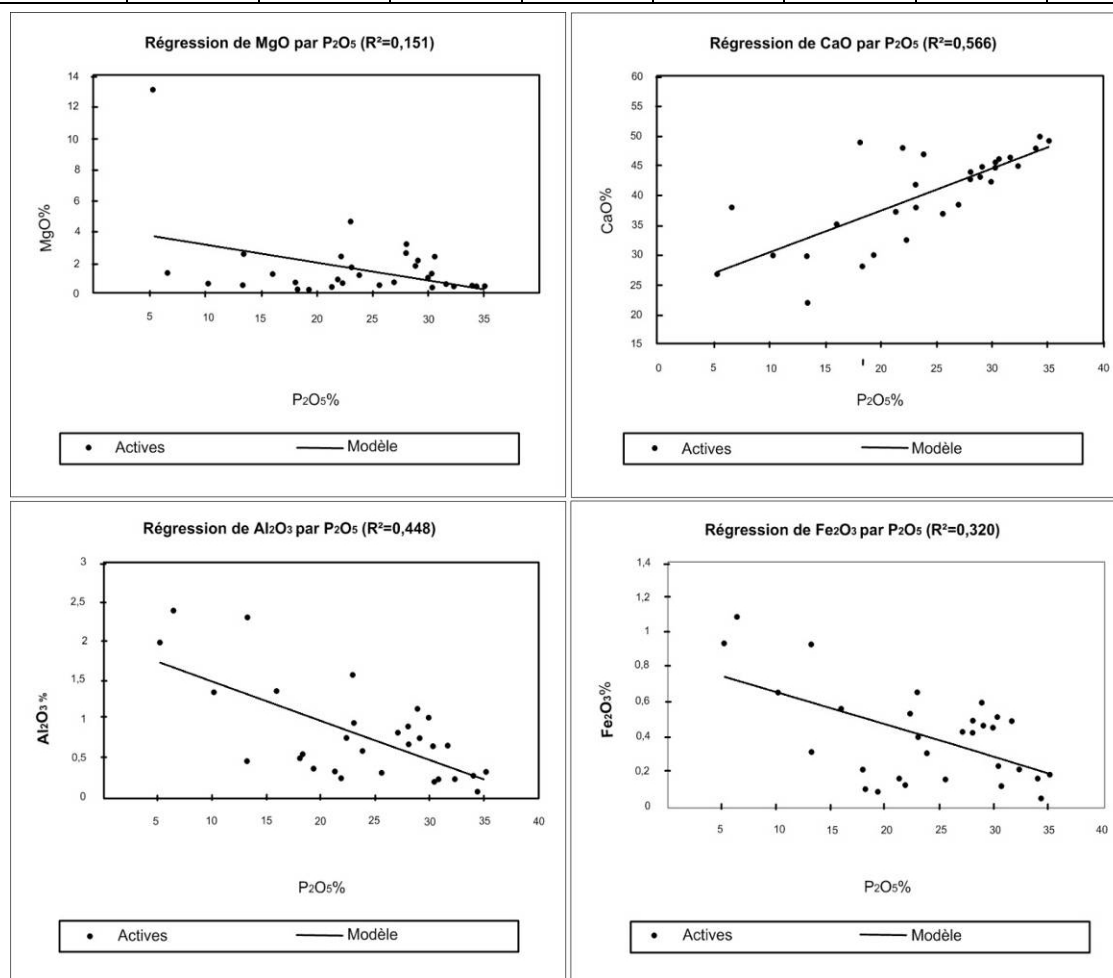 Régression de MgO par P2O5 (R²=0,151)
14
12
10
8
6
4
2
0
MgO%
5 10 15 20 25 30 35
P2O5%
Actives Modèle
Régression de CaO par P2O5 (R²=0,566)
60
55
50
45
40
35
30
25
20
15
CaO%
0 5 10 15 20 25 30 35 40
P2O5%
Actives Modèle
Régression de Al2O3 par P2O5 (R²=0,448)
3
2,5
2
1,5
1
0,5
0
Al2O3 %
5 10 15 20 25 30 35 40
P2O5%
Actives Modèle
Régression de Fe2O3 par P2O5 (R²=0,320)
1,4
1,2
1
0,8
0,6
0,4
0,2
0
Fe2O3%
5 10 15 20 25 30 35 40
P2O5%
Actives Modèle